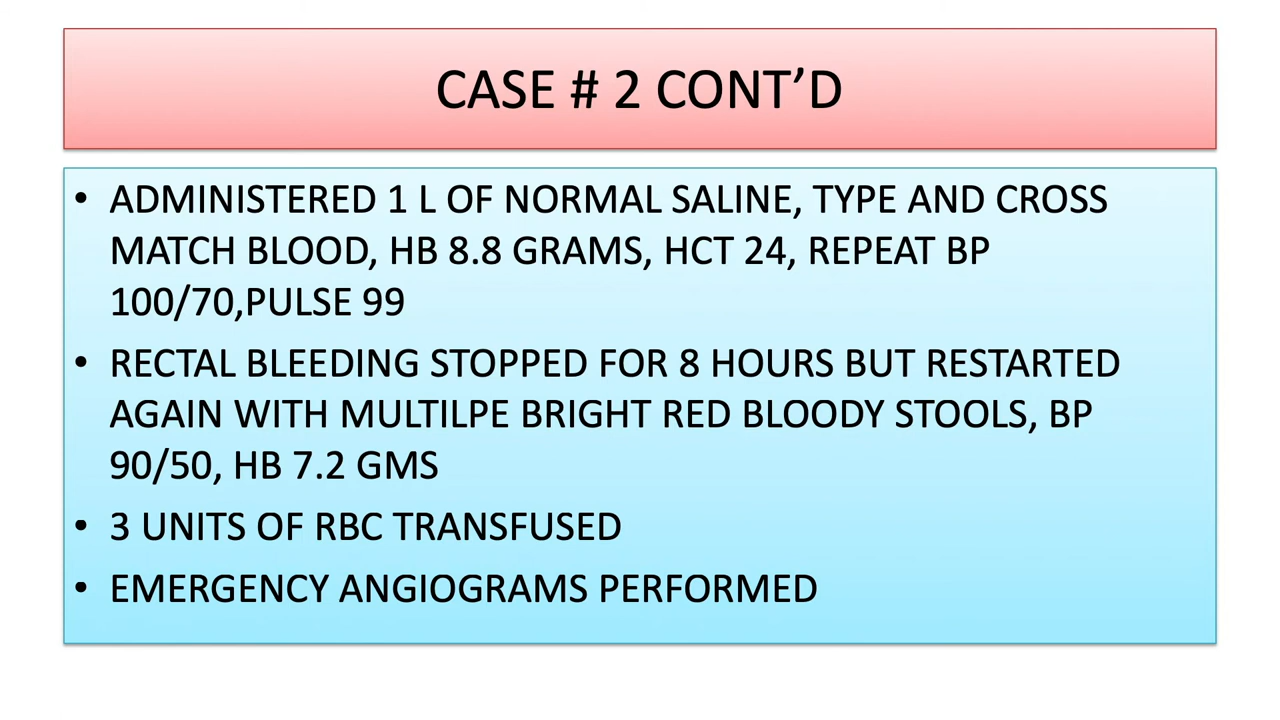 CASE # 2 CONT’D
• ADMINISTERED 1 L OF NORMAL SALINE, TYPE AND CROSS
MATCH BLOOD, HB 8.8 GRAMS, HCT 24, REPEAT BP
100/70,PULSE 99
• RECTAL BLEEDING STOPPED FOR 8 HOURS BUT RESTARTED
AGAIN WITH MULTILPE BRIGHT RED BLOODY STOOLS, BP
90/50, HB 7.2 GMS
• 3 UNITS OF RBC TRANSFUSED
• EMERGENCY ANGIOGRAMS PERFORMED